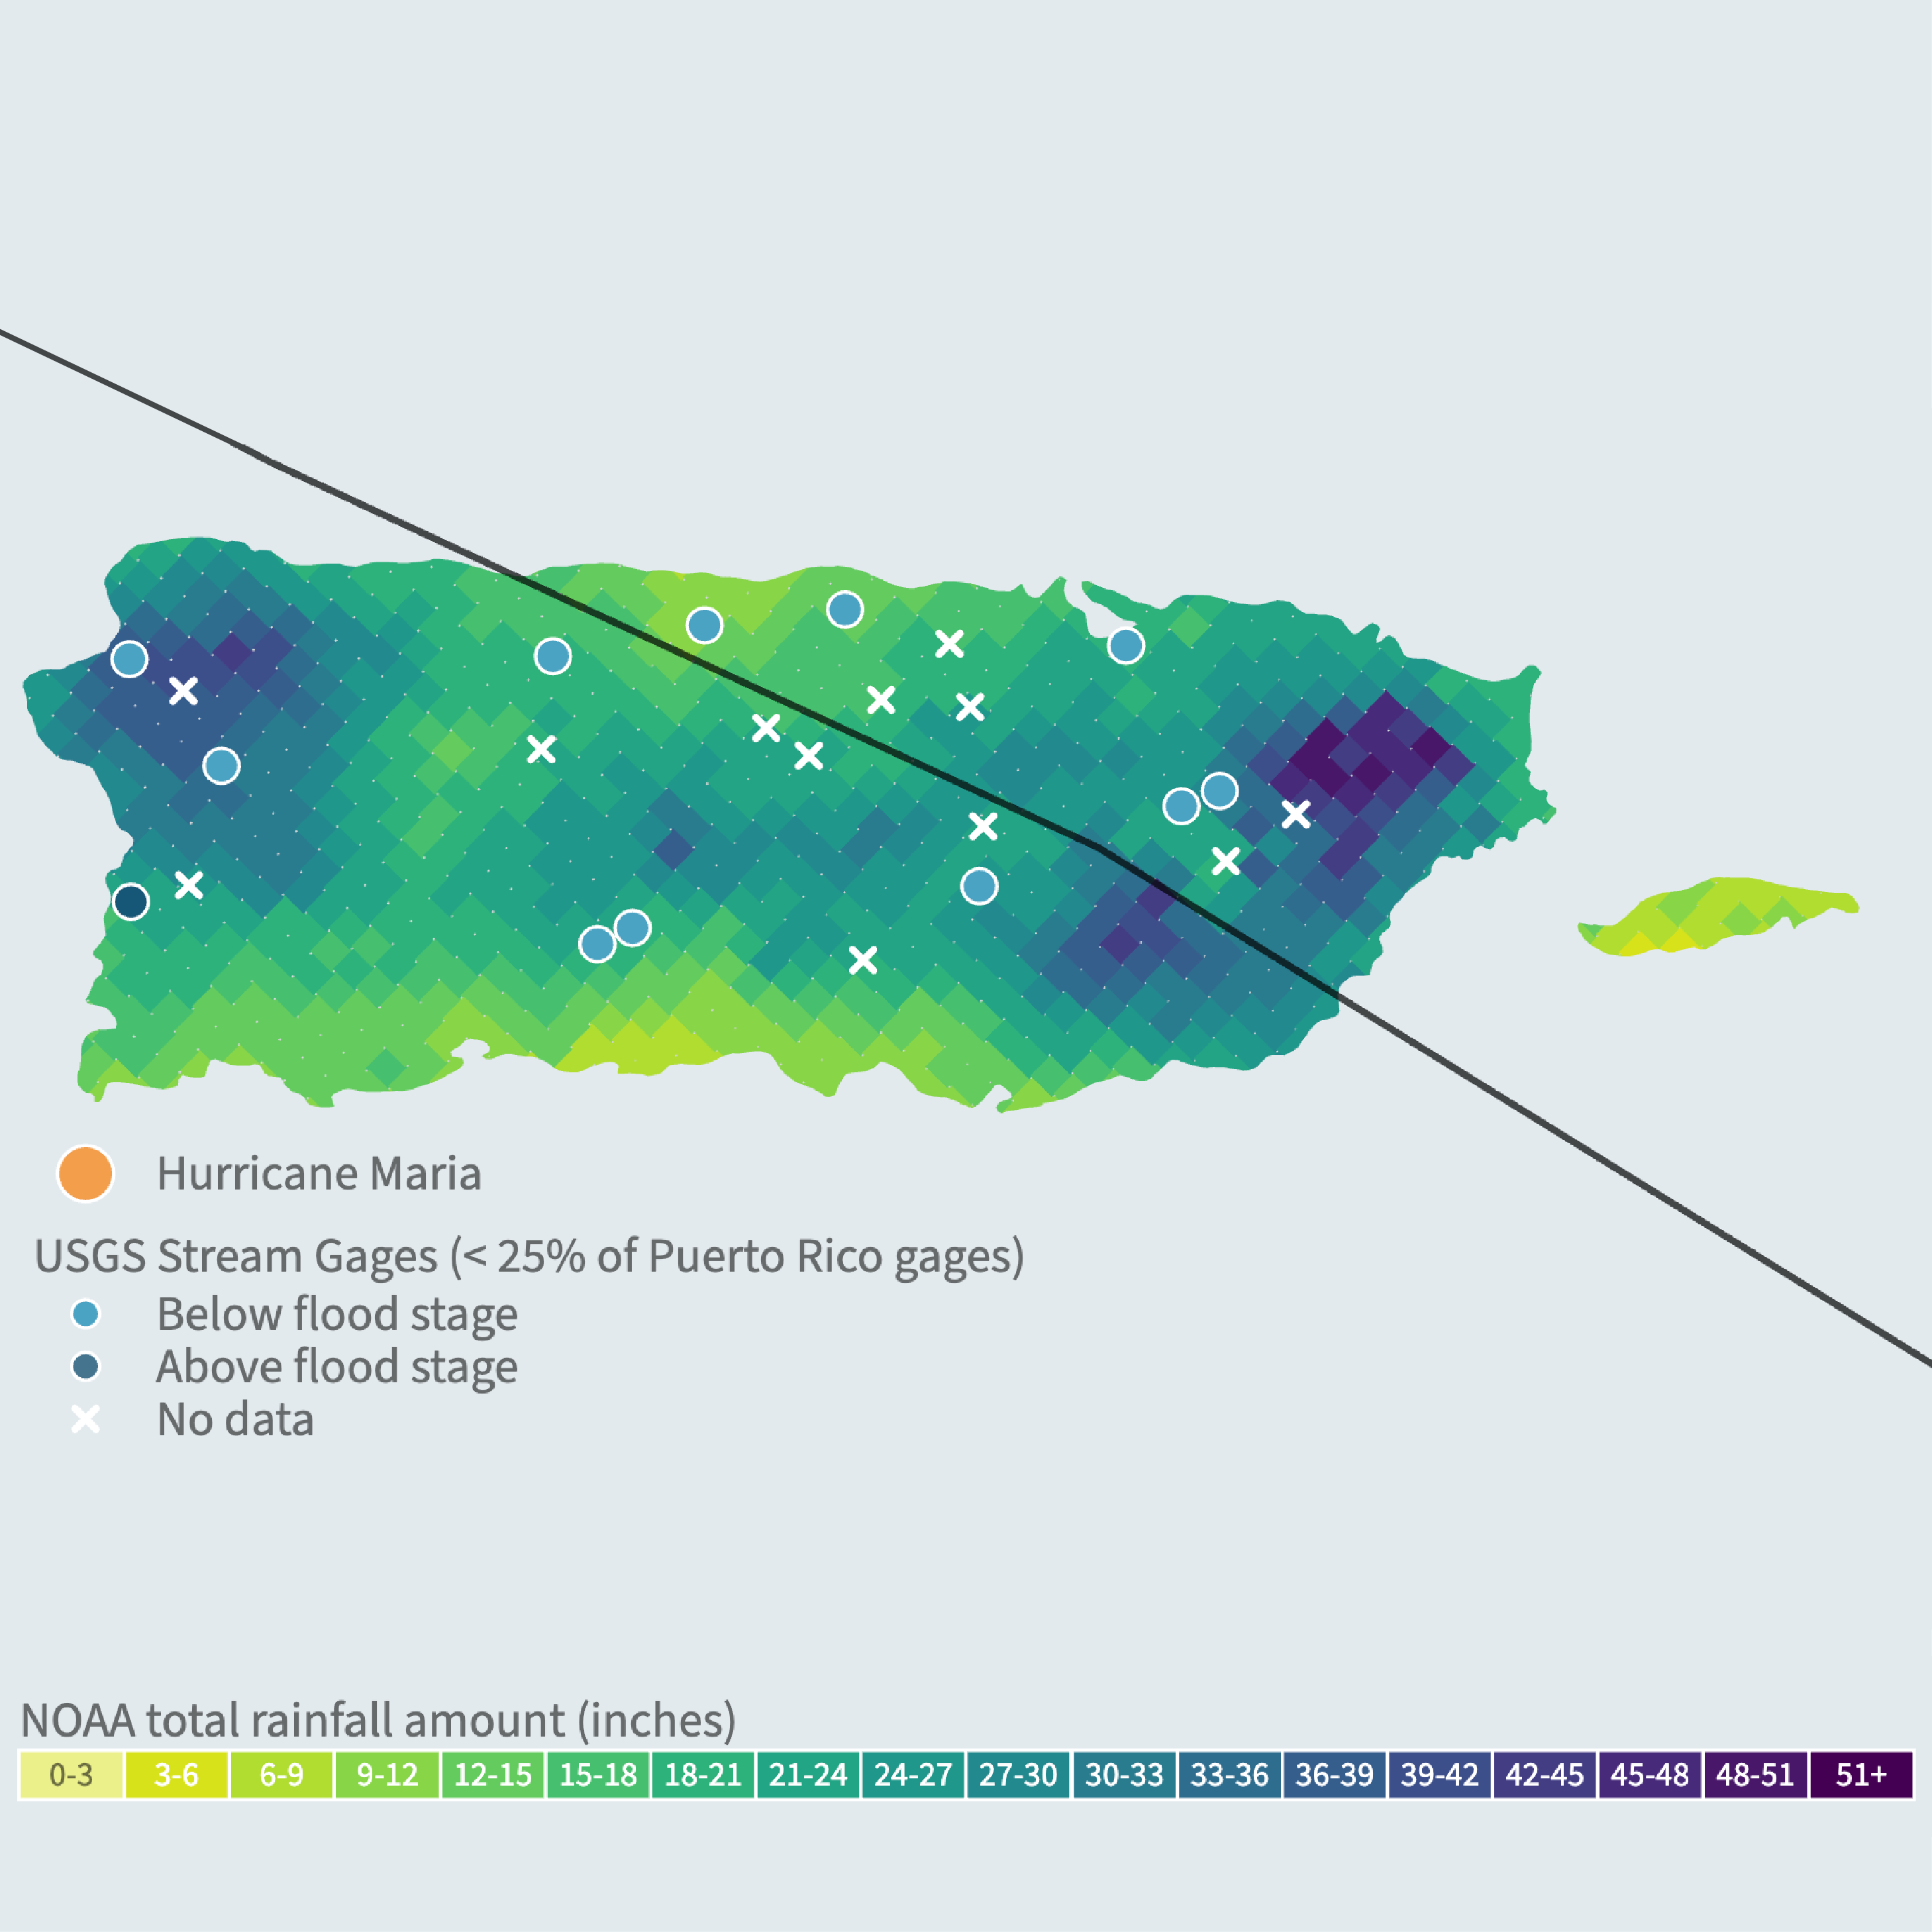 Hurricane Maria
USGS Stream Gages (< 25% of Puerto Rico gages)
Below flood stage
Above flood stage
No data
NOAA total rainfall amount (inches)
0-3 3-6 6-9 9-12 12-15 15-18 18-21 21-24 24-27 27-30 30-33 33-36 36-39 39-42 42-45 45-48 48-51 51+